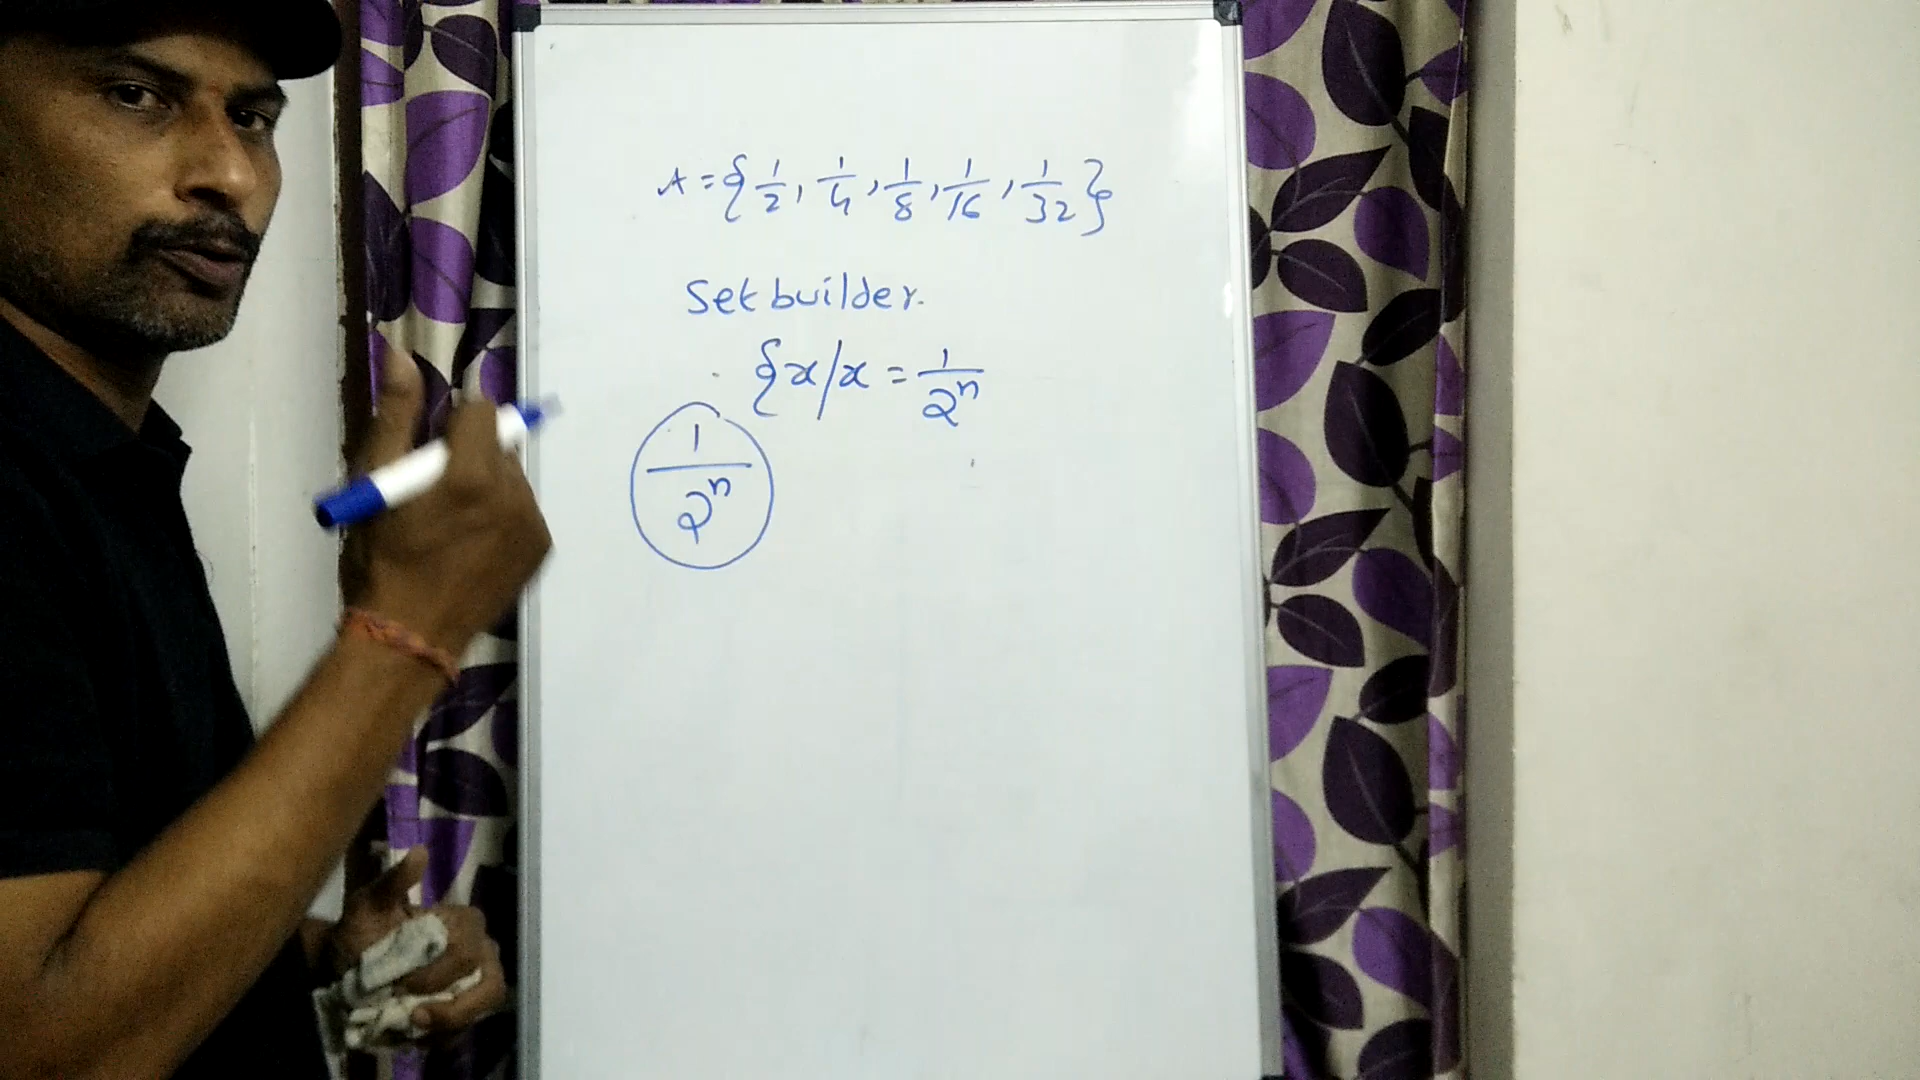 A = {1/2, 1/4, 1/8, 1/16, 1/32}
Set builder.
{x/x = 1/2ⁿ
1/2ⁿ